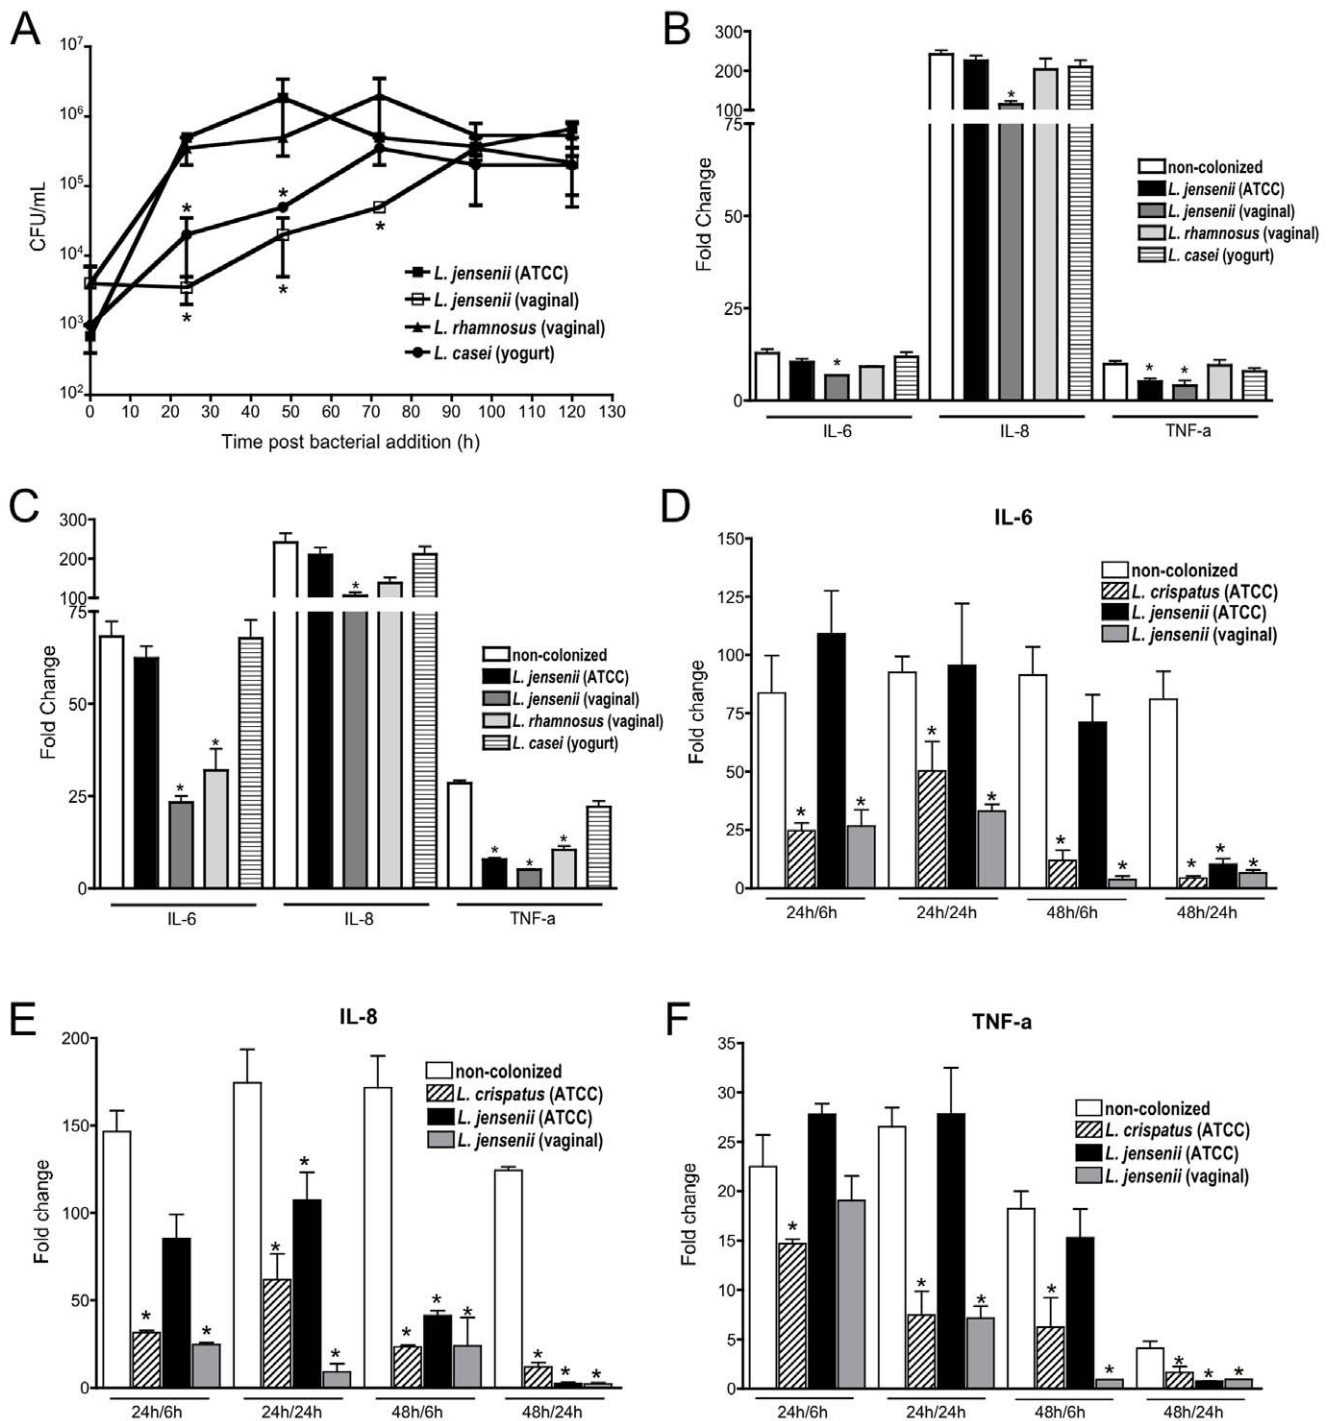 A
10^7
10^6
10^5
10^4
10^3
10^2
CFU/mL
* * * * *
L. jensenii (ATCC)
L. jensenii (vaginal)
L. rhamnosus (vaginal)
L. casei (yogurt)
0 10 20 30 40 50 60 70 80 90 100 110 120 130
Time post bacterial addition (h)
B
300
200
100
75
50
25
0
Fold Change
* * * *
non-colonized
L. jensenii (ATCC)
L. jensenii (vaginal)
L. rhamnosus (vaginal)
L. casei (yogurt)
IL-6 IL-8 TNF-a
C
300
200
100
75
50
25
0
Fold Change
* * * * * *
non-colonized
L. jensenii (ATCC)
L. jensenii (vaginal)
L. rhamnosus (vaginal)
L. casei (yogurt)
IL-6 IL-8 TNF-a
D
IL-6
150
125
100
75
50
25
0
Fold change
* * * * * * * * *
non-colonized
L. crispatus (ATCC)
L. jensenii (ATCC)
L. jensenii (vaginal)
24h/6h 24h/24h 48h/6h 48h/24h
E
IL-8
200
150
100
50
0
Fold change
* * * * * * * * * * *
non-colonized
L. crispatus (ATCC)
L. jensenii (ATCC)
L. jensenii (vaginal)
24h/6h 24h/24h 48h/6h 48h/24h
F
TNF-a
35
30
25
20
15
10
5
0
Fold change
* * * * * * * *
non-colonized
L. crispatus (ATCC)
L. jensenii (ATCC)
L. jensenii (vaginal)
24h/6h 24h/24h 48h/6h 48h/24h